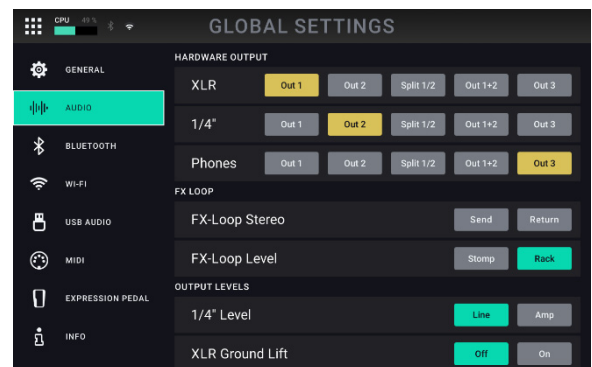 CPU 49 % GLOBAL SETTINGS
GENERAL
AUDIO
BLUETOOTH
WI-FI
USB AUDIO
MIDI
EXPRESSION PEDAL
INFO
HARDWARE OUTPUT
XLR Out 1 Out 2 Split 1/2 Out 1+2 Out 3
1/4" Out 1 Out 2 Split 1/2 Out 1+2 Out 3
Phones Out 1 Out 2 Split 1/2 Out 1+2 Out 3
FX LOOP
FX-Loop Stereo Send Return
FX-Loop Level Stomp Rack
OUTPUT LEVELS
1/4" Level Line Amp
XLR Ground Lift Off On